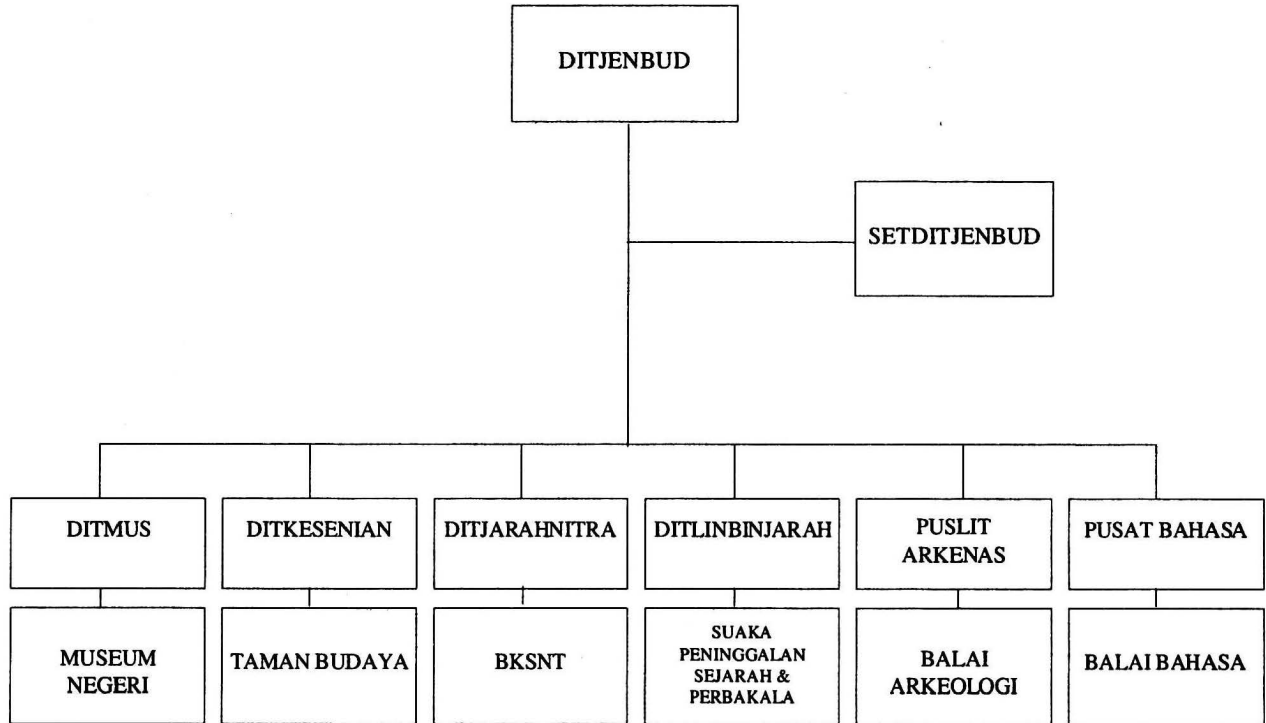 DITJENBUD
SETDITJENBUD
DITMUS
DITKESENIAN
DITJARAHNITRA
DITLINBINJARAH
PUSLIT
ARKENAS
PUSAT BAHASA
MUSEUM
NEGERI
TAMAN BUDAYA
BKSNT
SUAKA
PENINGGALAN
SEJARAH &
PERBAKALA
BALAI
ARKEOLOGI
BALAI BAHASA